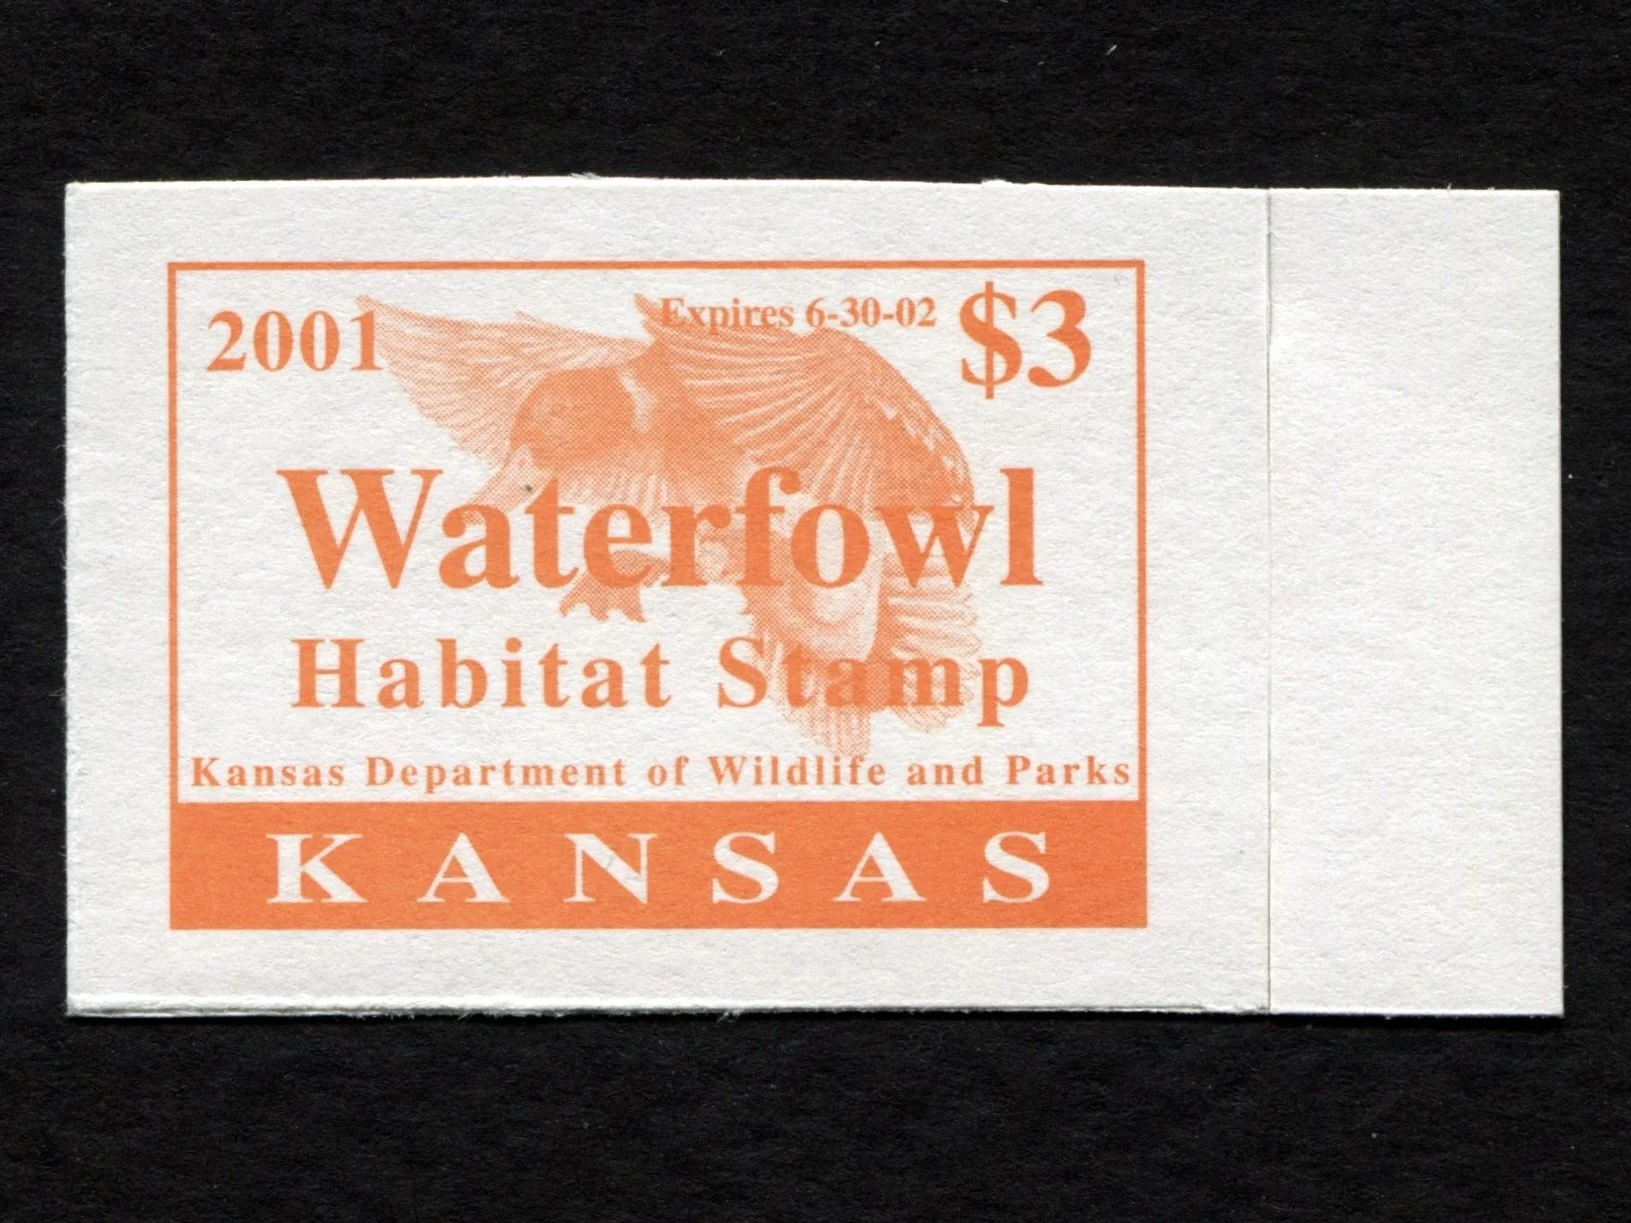 2001 Expires 6-30-02 $3
Waterfowl
Habitat Stamp
Kansas Department of Wildlife and Parks
KANSAS